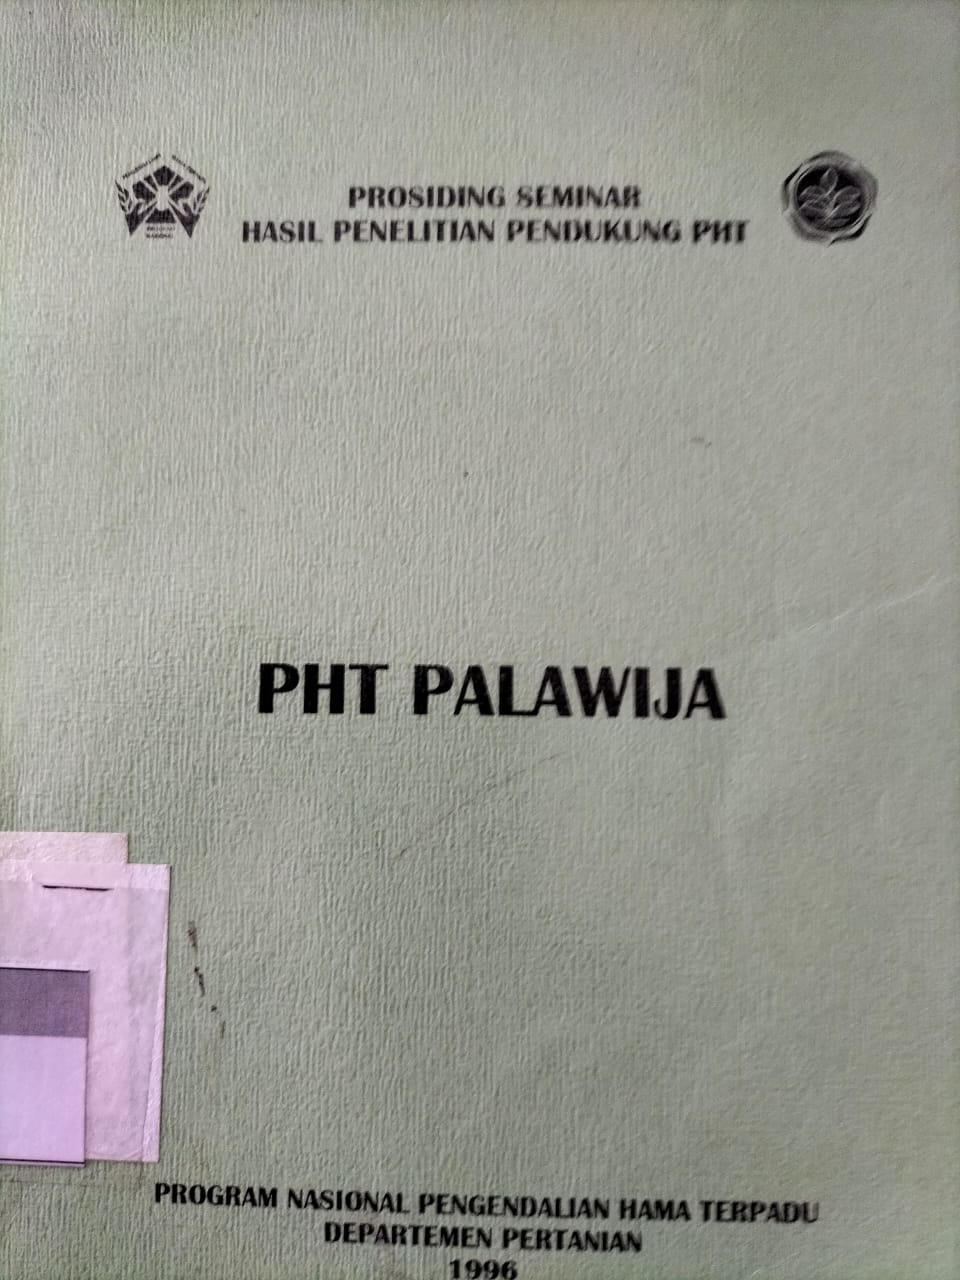 PROSIDING SEMINAR
HASIL PENELITIAN PENDUKUNG PHT
PHT PALAWIJA
PROGRAM NASIONAL PENGENDALIAN HAMA TERPADU
DEPARTEMEN PERTANIAN
1996